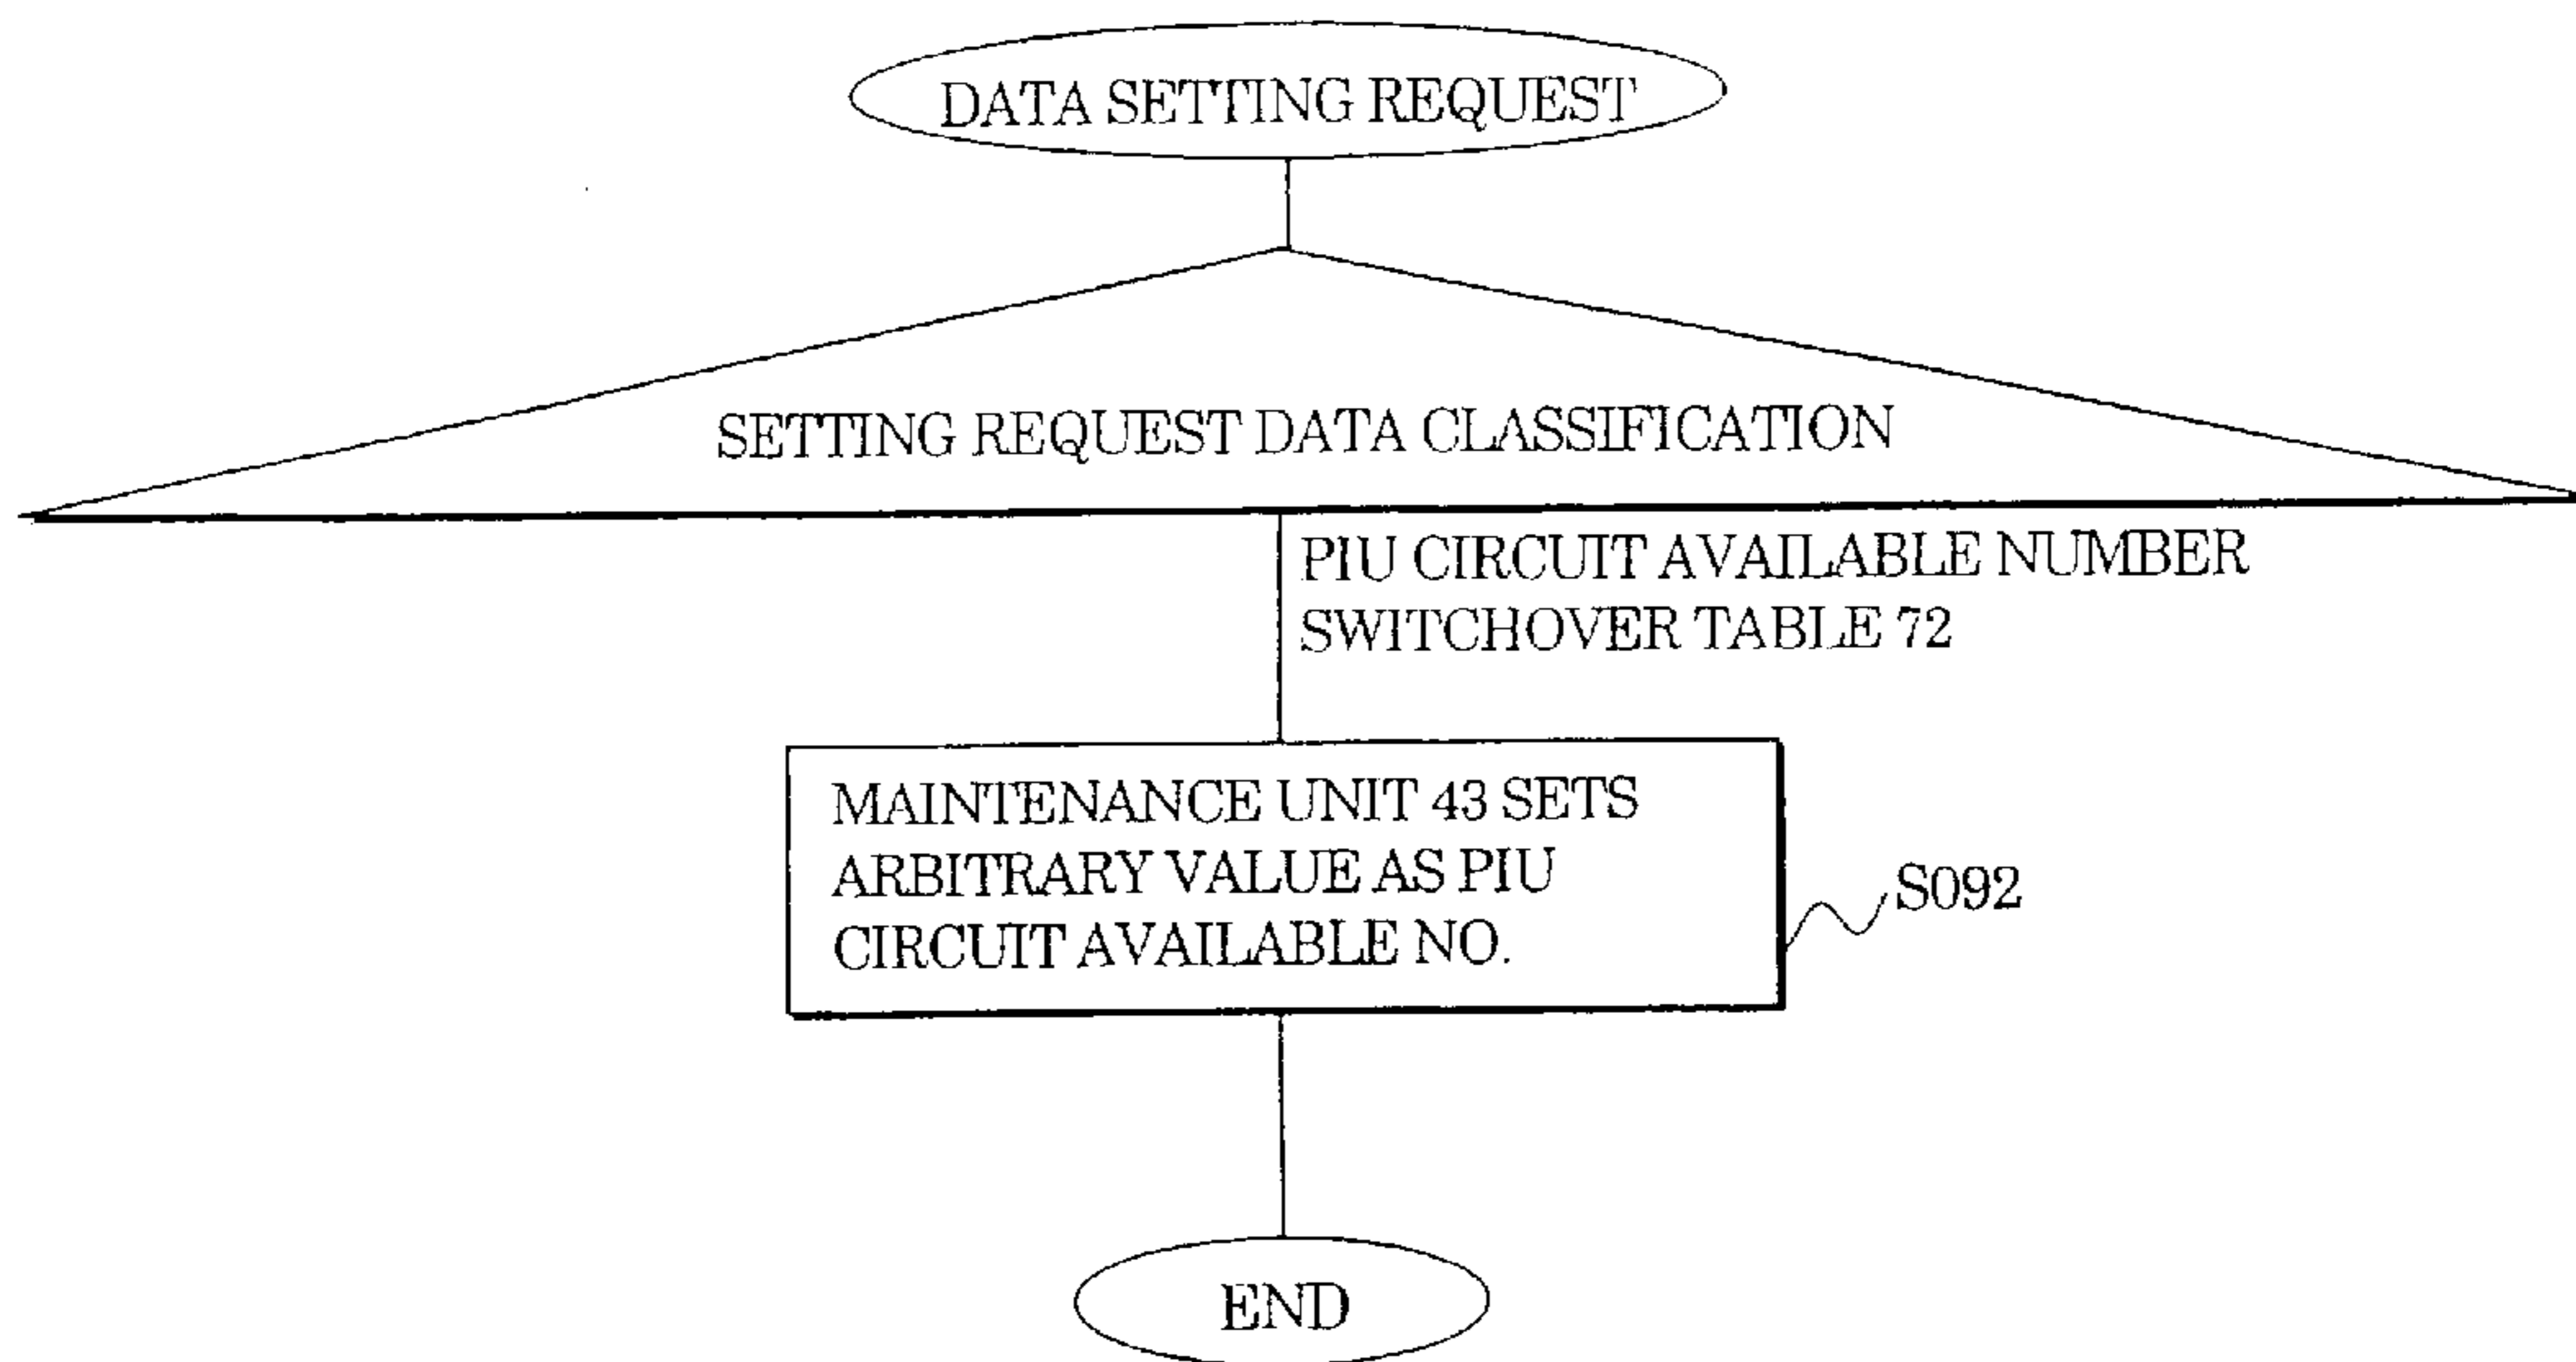 DATA SETTING REQUEST
SETTING REQUEST DATA CLASSIFICATION
PIU CIRCUIT AVAILABLE NUMBER
SWITCHOVER TABLE 72
MAINTENANCE UNIT 43 SETS
ARBITRARY VALUE AS PIU
CIRCUIT AVAILABLE NO.
S092
END